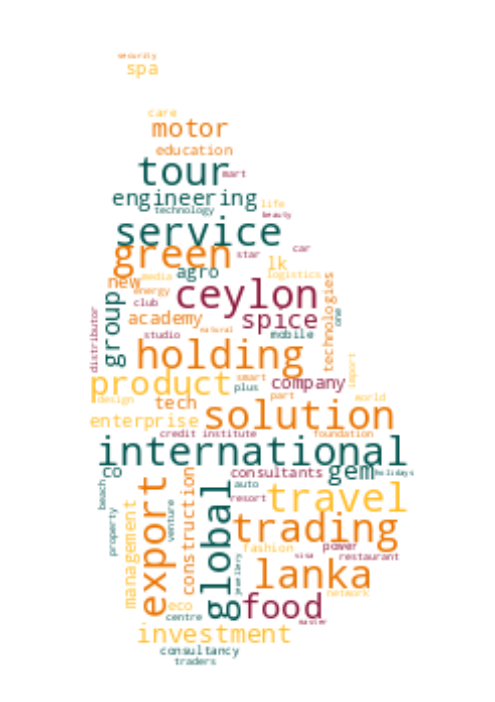 security
spa
care
motor
education
tour
mart
engineering
life
technology
beauty
service
green
star
car
lk
agro
new
media
logistics
energy
ceylon
club
group
technologies
one
distributor
academy
spice
natural
studio
mobile
holding
import
product
smart
company
plus
design
tech
part
world
enterprise
solution
credit institute
foundation
international
co
consultants
gem
holidays
beach
auto
export
construction
global
resort
travel
property
management
venture
trading
fashion
power
visa
restaurant
jewellery
lanka
network
eco
centre
food
master
investment
consultancy
traders